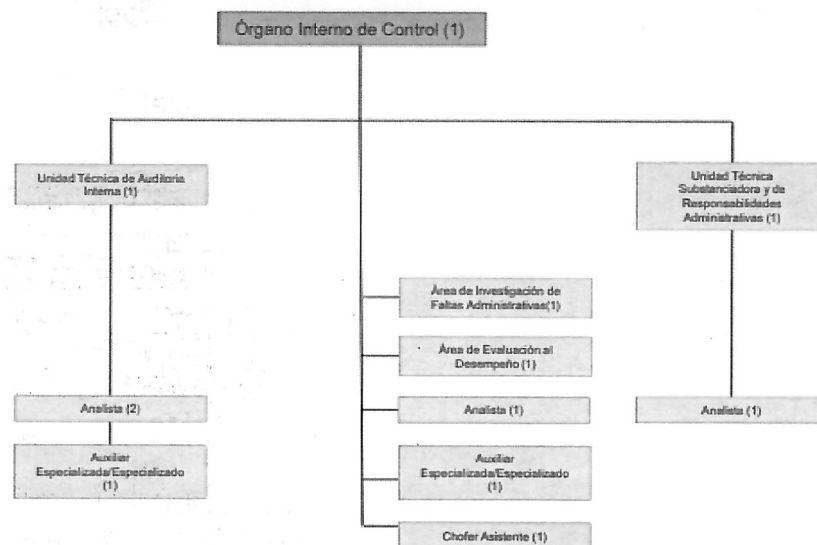 Órgano Interno de Control (1)
Unidad Técnica de Auditoria
Interna (1)
Unidad Técnica
Substanciadora y de
Responsabilidades
Administrativas (1)
Área de Investigación de
Faltas Administrativas(1)
Área de Evaluación al
Desempeño (1)
Analista (2)
Analista (1)
Analista (1)
Auxiliar
Especializada/Especializado
(1)
Auxiliar
Especializada/Especializado
(1)
Chofer Asistente (1)